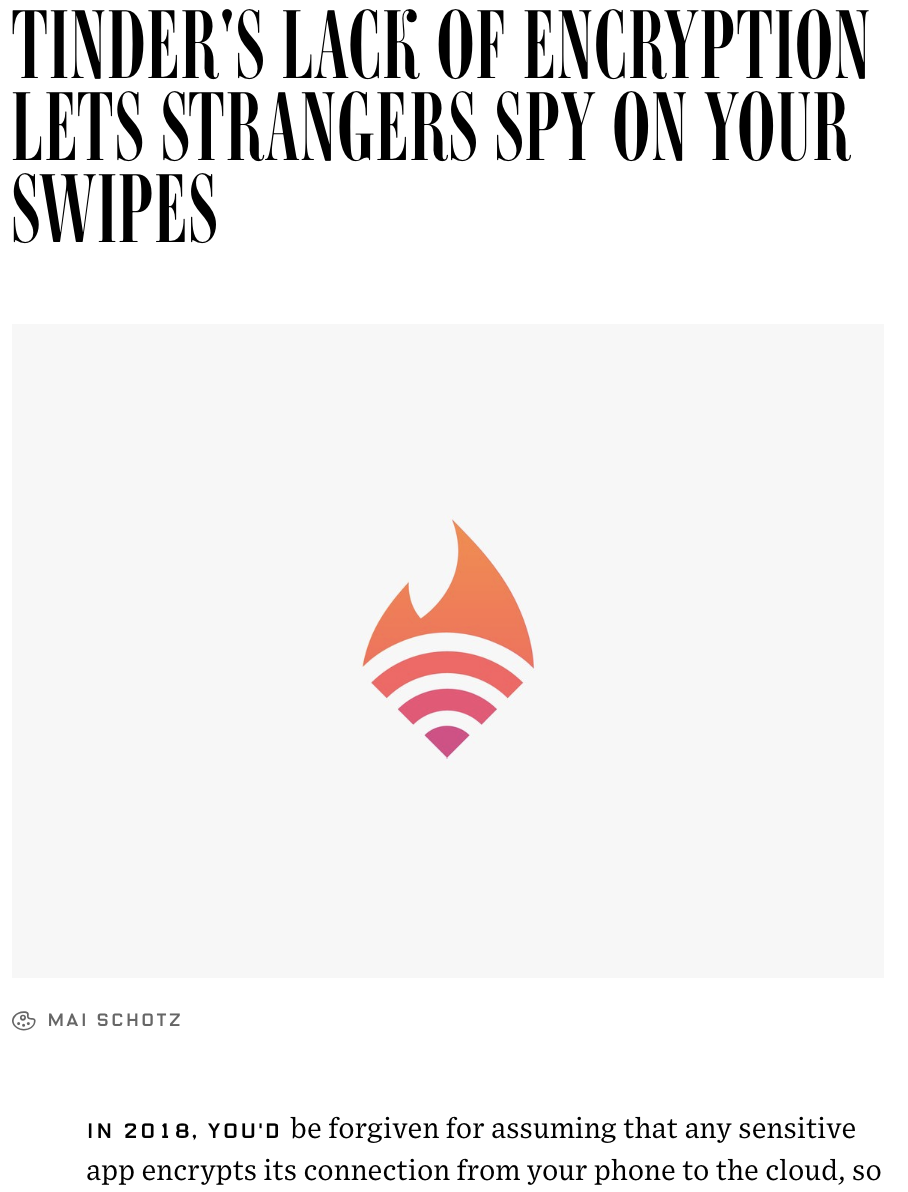 TINDER'S LACK OF ENCRYPTION
LETS STRANGERS SPY ON YOUR
SWIPES
MAI SCHOTZ
IN 2018, YOU'D be forgiven for assuming that any sensitive
app encrypts its connection from your phone to the cloud, so